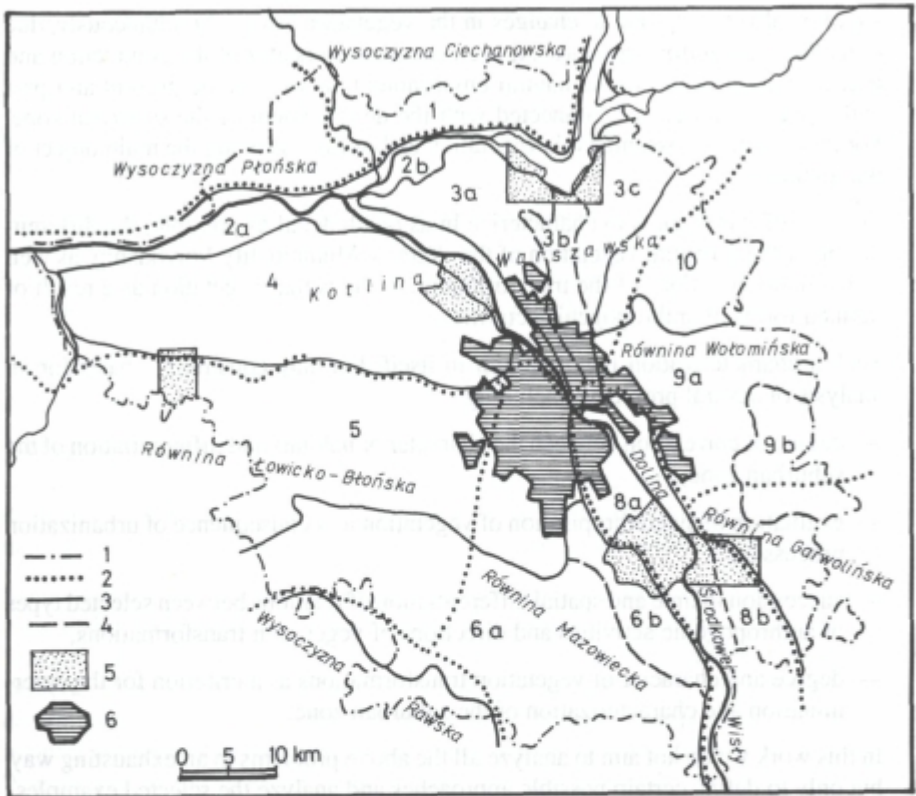 Wysoczyzna Ciechanowska
Wysoczyzna Płońska
2b
2a
3a
3c
3b
Warszawska
10
4
Kotlina
Równina Wołomińska
9a
5
Równina
Łowicko-Błońska
9b
Dolina
8a
Równina Garwolińska
1
2
3
4
5
6
Równina
Mazowiecka
6a
6b
Środkowej
8b
Wysoczyzna
Rawska
Wisły
0 5 10 km